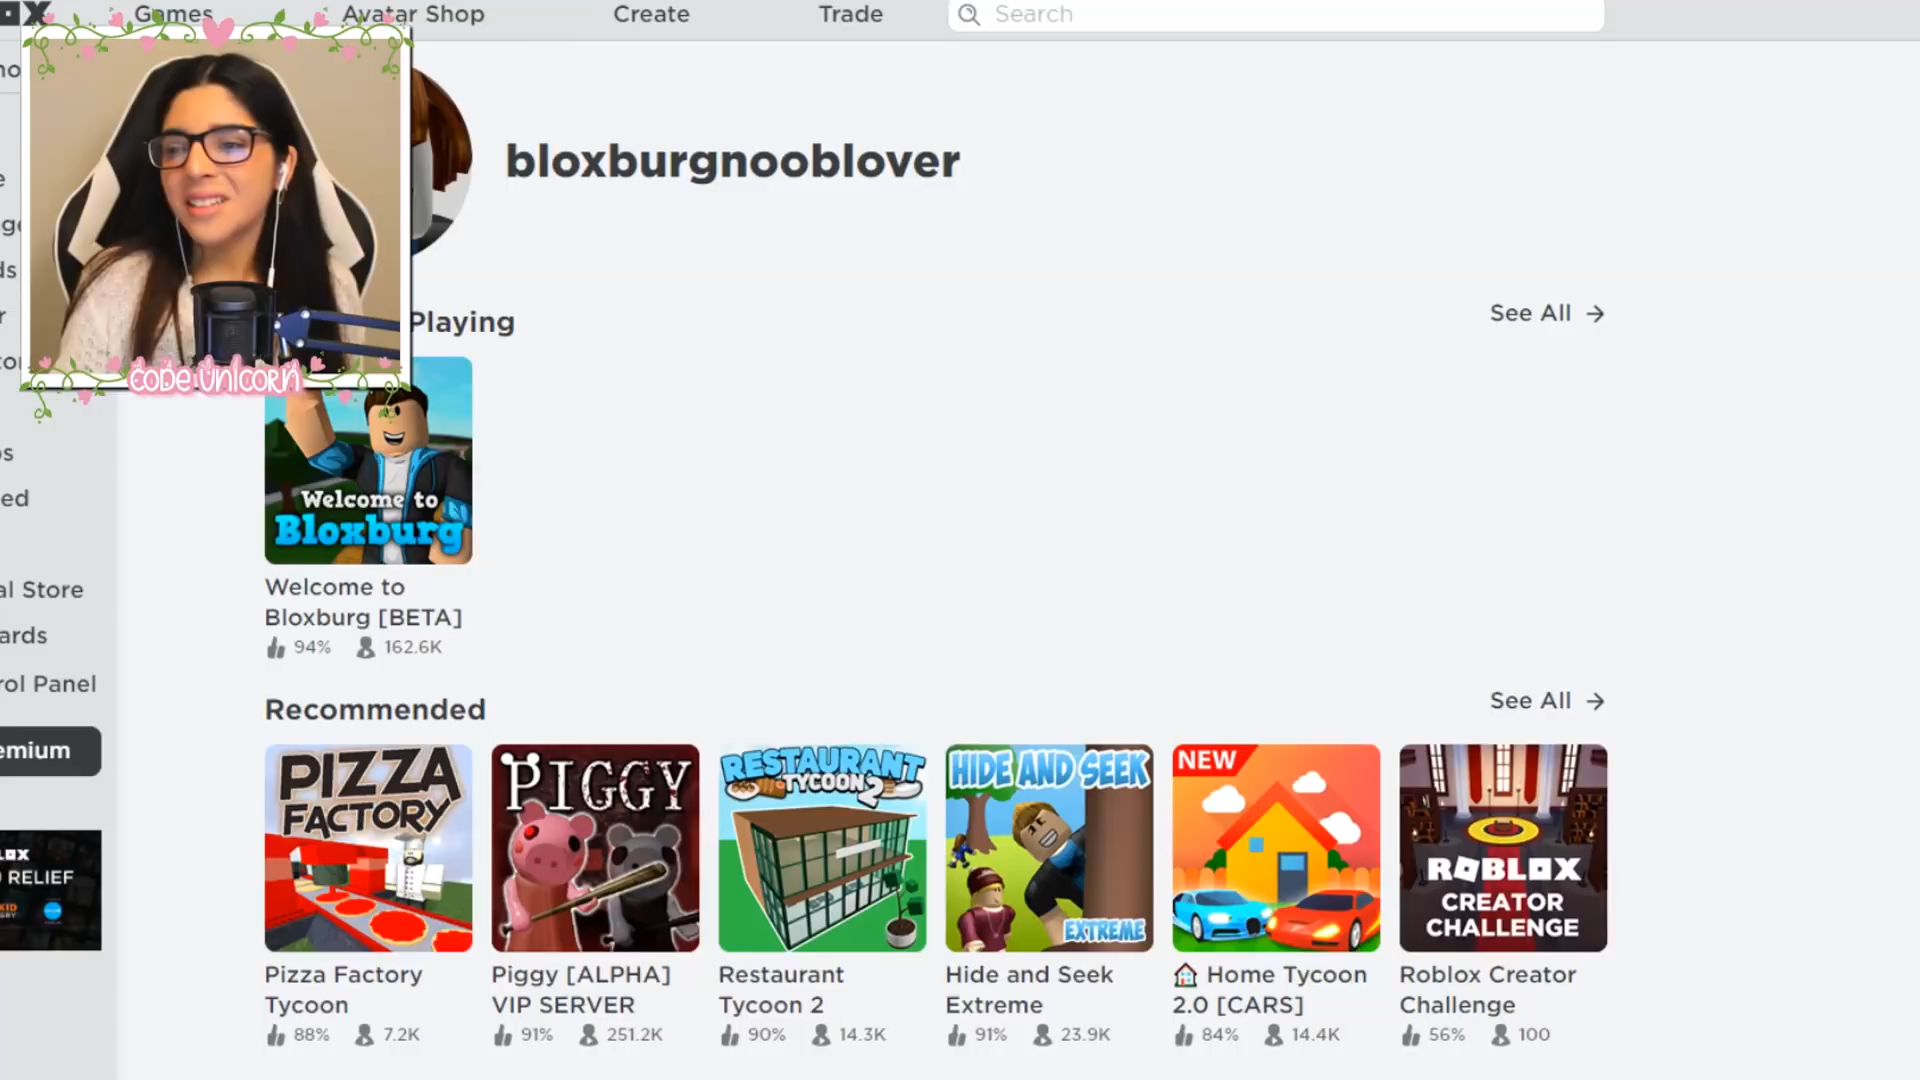 OX
Games
Avatar Shop
Create
Trade
Search
bloxburgnooblover
CODE UNICORN
Playing
See All
Welcome to
Bloxburg
Welcome to
Bloxburg [BETA]
94%
162.6K
ed
al Store
ards
rol Panel
emium
LOX
RELIEF
KID
GRY
Recommended
See All
PIZZA
FACTORY
PIGGY
RESTAURANT
TYCOON 2
HIDE AND SEEK
EXTREME
NEW
ROBLOX
CREATOR
CHALLENGE
Pizza Factory
Tycoon
88%
7.2K
Piggy [ALPHA]
VIP SERVER
91%
251.2K
Restaurant
Tycoon 2
90%
14.3K
Hide and Seek
Extreme
91%
23.9K
Home Tycoon
2.0 [CARS]
84%
14.4K
Roblox Creator
Challenge
56%
100